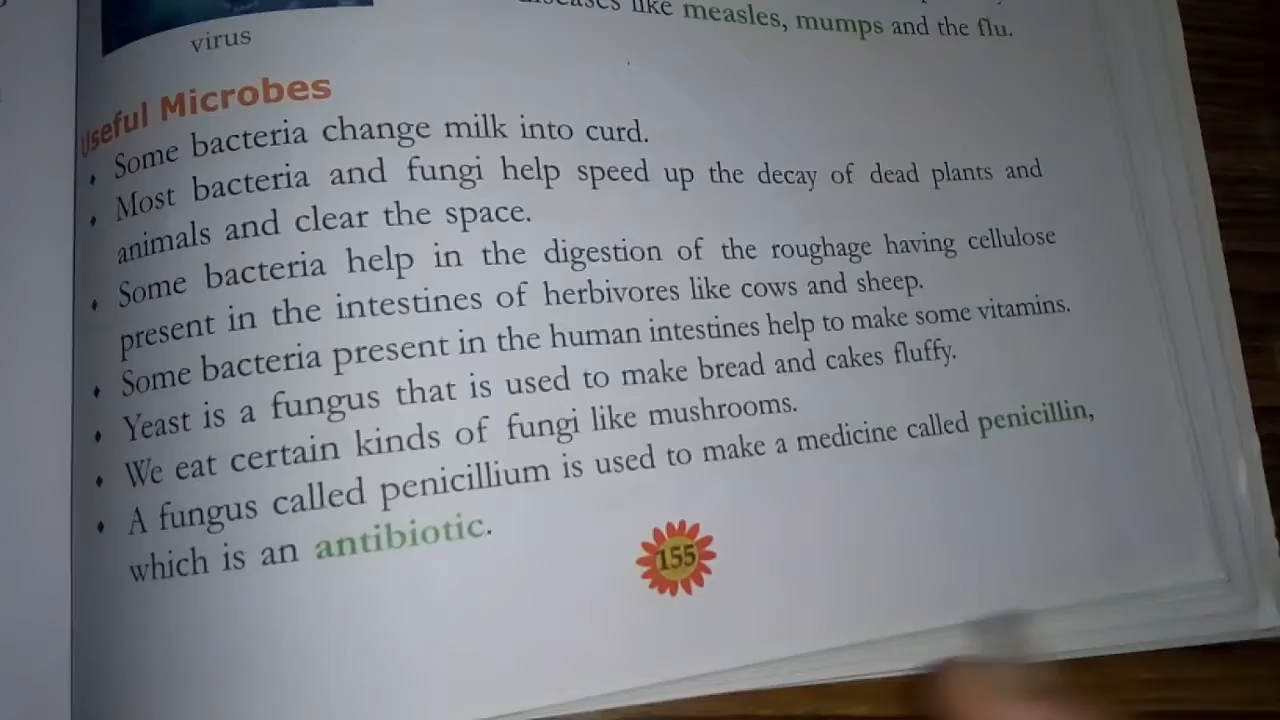 like measles, mumps and the flu.
virus
Useful Microbes
• Some bacteria change milk into curd.
• Most bacteria and fungi help speed up the decay of dead plants and
animals and clear the space.
• Some bacteria help in the digestion of the roughage having cellulose
present in the intestines of herbivores like cows and sheep.
• Some bacteria present in the human intestines help to make some vitamins.
• Yeast is a fungus that is used to make bread and cakes fluffy.
• We eat certain kinds of fungi like mushrooms.
• A fungus called penicillium is used to make a medicine called penicillin,
which is an antibiotic.
155